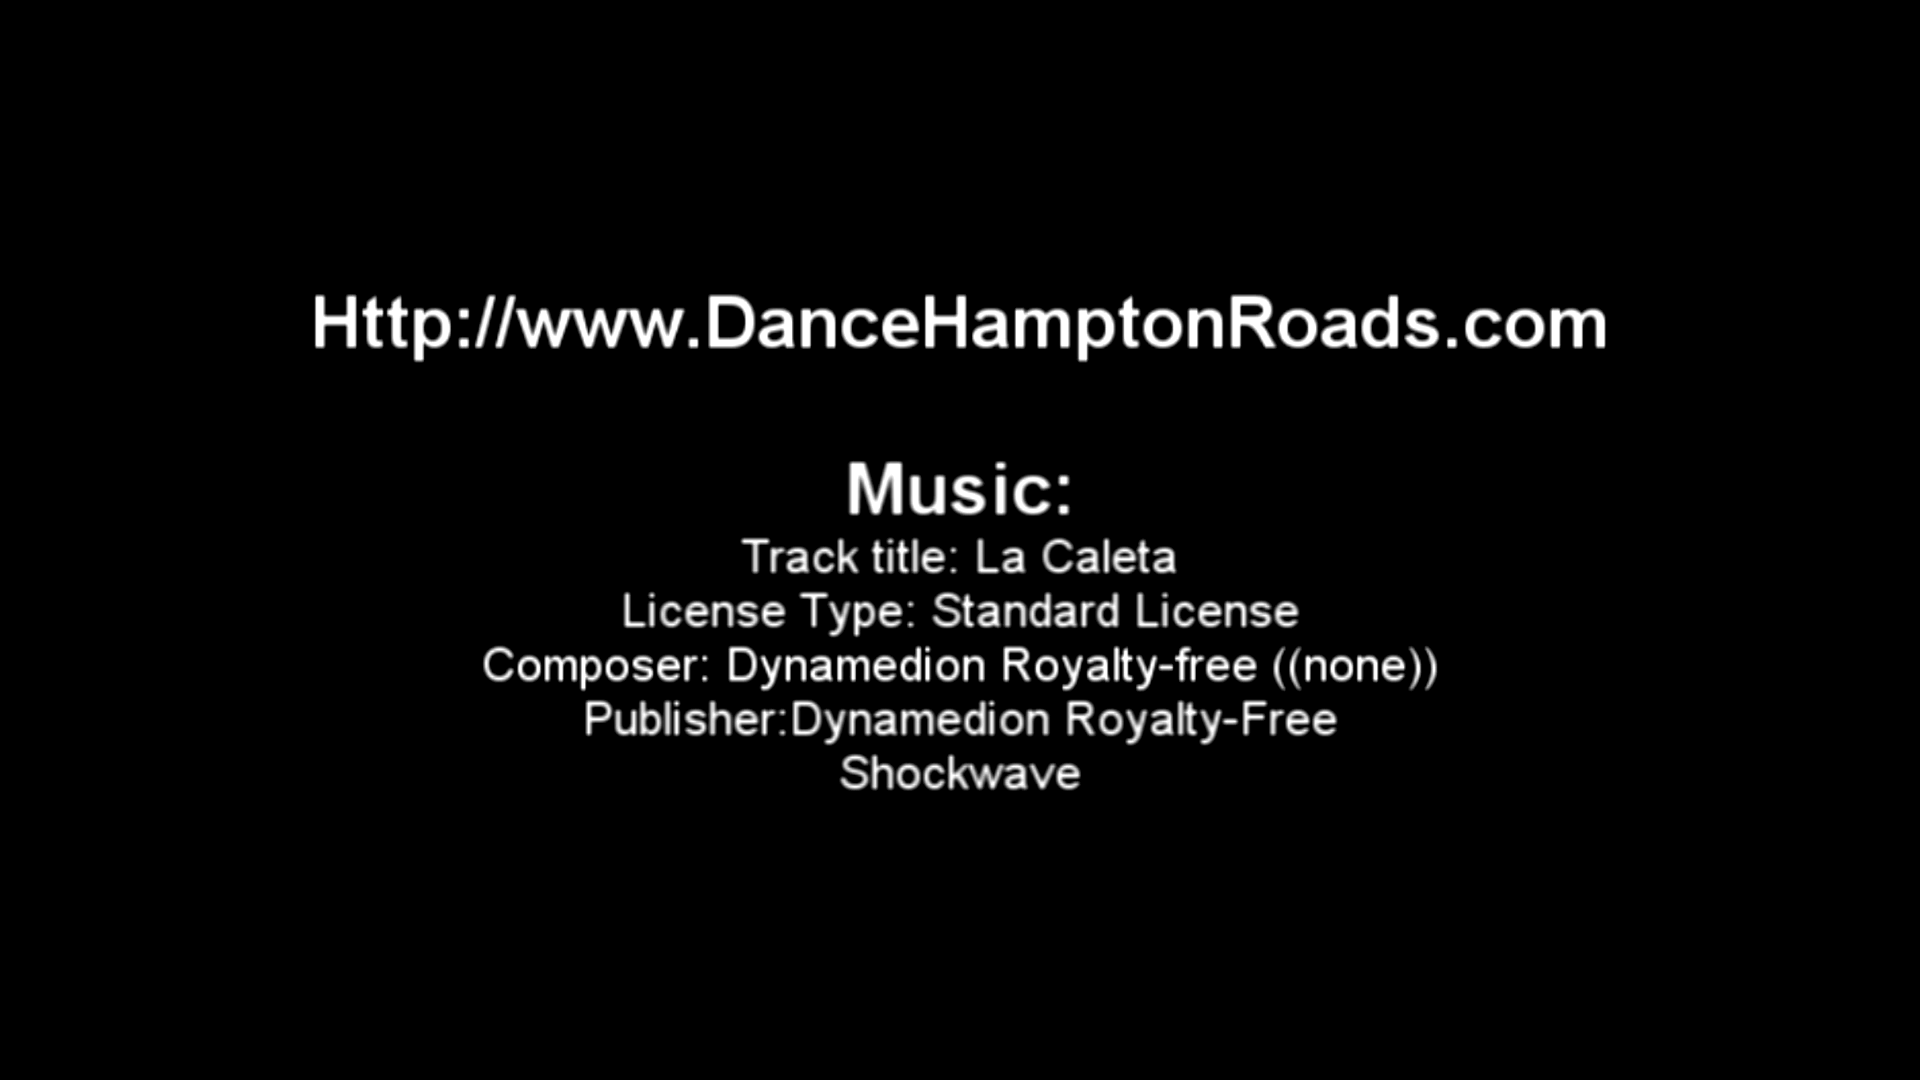 Http://www.DanceHamptonRoads.com
Music:
Track title: La Caleta
License Type: Standard License
Composer: Dynamedion Royalty-free ((none))
Publisher:Dynamedion Royalty-Free
Shockwave